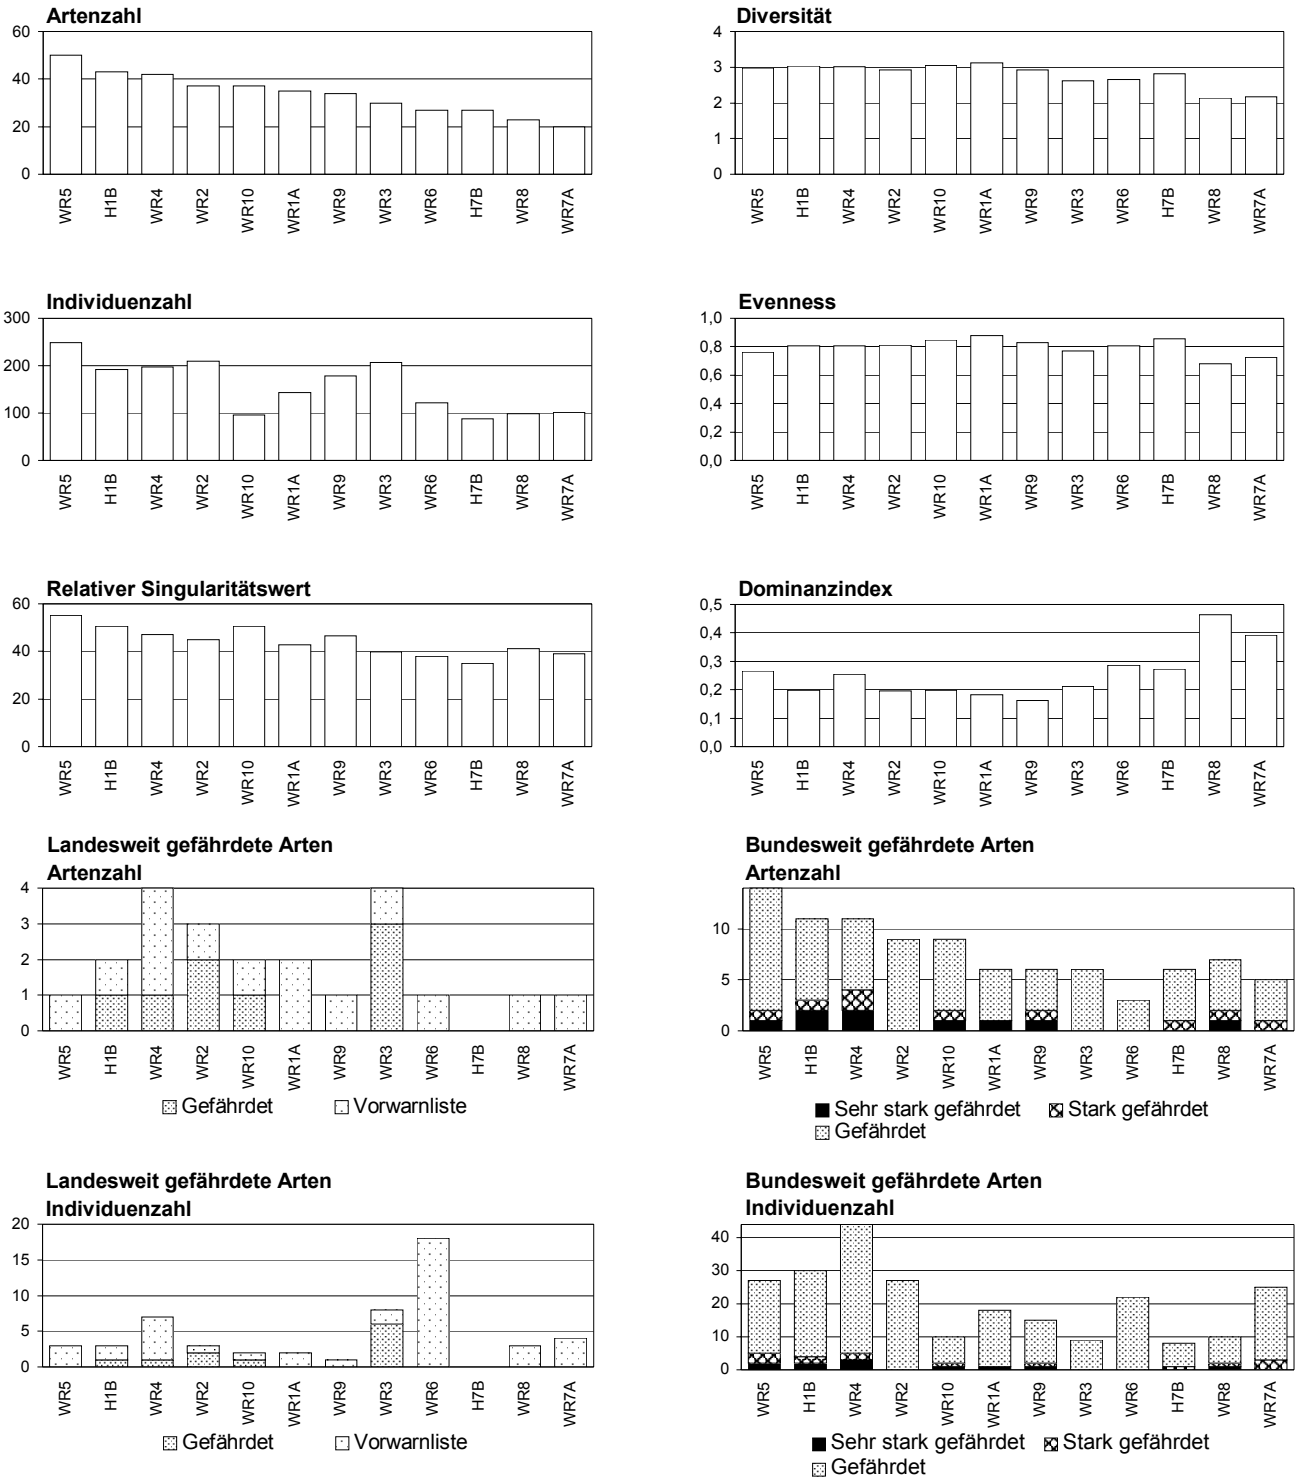 Artenzahl
60
40
20
0
WR5 H1B WR4 WR2 WR10 WR1A WR9 WR3 WR6 H7B WR8 WR7A
Diversität
4
3
2
1
0
WR5 H1B WR4 WR2 WR10 WR1A WR9 WR3 WR6 H7B WR8 WR7A
Individuenzahl
300
200
100
0
WR5 H1B WR4 WR2 WR10 WR1A WR9 WR3 WR6 H7B WR8 WR7A
Evenness
1,0
0,8
0,6
0,4
0,2
0,0
WR5 H1B WR4 WR2 WR10 WR1A WR9 WR3 WR6 H7B WR8 WR7A
Relativer Singularitätswert
60
40
20
0
WR5 H1B WR4 WR2 WR10 WR1A WR9 WR3 WR6 H7B WR8 WR7A
Dominanzindex
0,5
0,4
0,3
0,2
0,1
0,0
WR5 H1B WR4 WR2 WR10 WR1A WR9 WR3 WR6 H7B WR8 WR7A
Landesweit gefährdete Arten
Artenzahl
4
3
2
1
0
WR5 H1B WR4 WR2 WR10 WR1A WR9 WR3 WR6 H7B WR8 WR7A
Gefährdet Vorwarnliste
Bundesweit gefährdete Arten
Artenzahl
10
5
0
WR5 H1B WR4 WR2 WR10 WR1A WR9 WR3 WR6 H7B WR8 WR7A
Sehr stark gefährdet Stark gefährdet
Gefährdet
Landesweit gefährdete Arten
Individuenzahl
20
15
10
5
0
WR5 H1B WR4 WR2 WR10 WR1A WR9 WR3 WR6 H7B WR8 WR7A
Gefährdet Vorwarnliste
Bundesweit gefährdete Arten
Individuenzahl
40
30
20
10
0
WR5 H1B WR4 WR2 WR10 WR1A WR9 WR3 WR6 H7B WR8 WR7A
Sehr stark gefährdet Stark gefährdet
Gefährdet